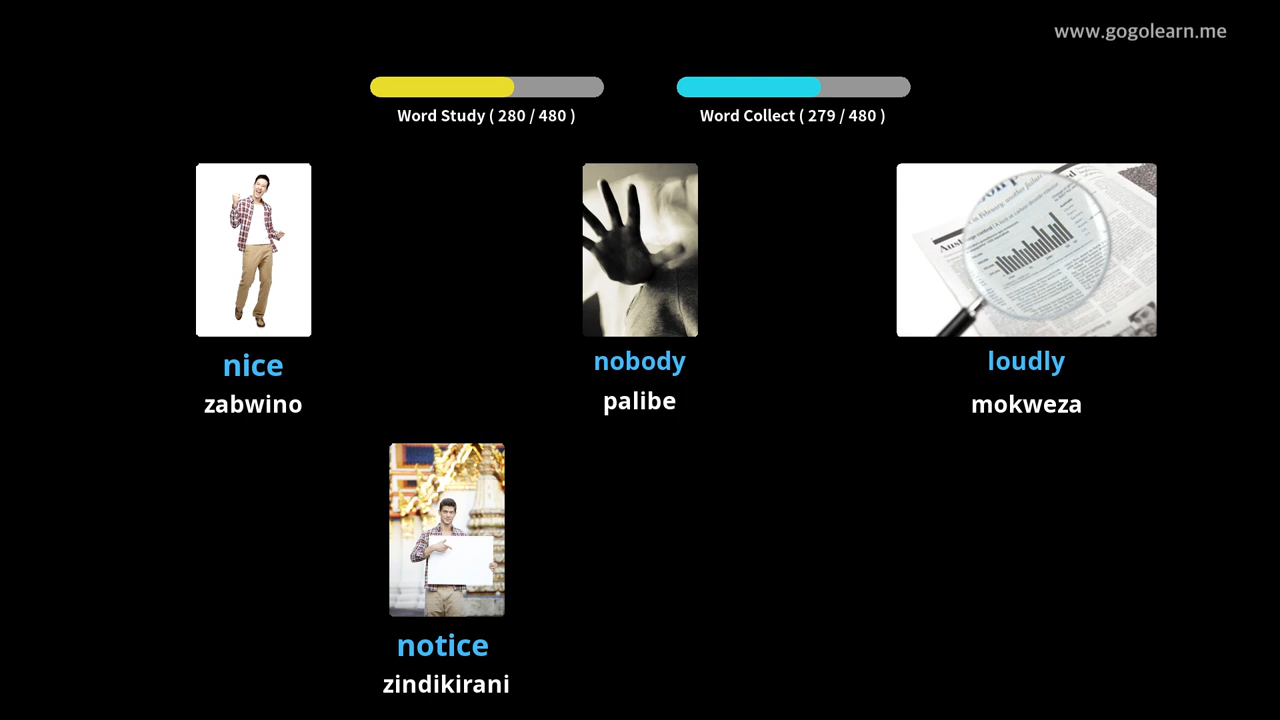 www.gogolearn.me
Word Study ( 280 / 480 )
Word Collect ( 279 / 480 )
nice
zabwino
nobody
palibe
loudly
mokweza
notice
zindikirani